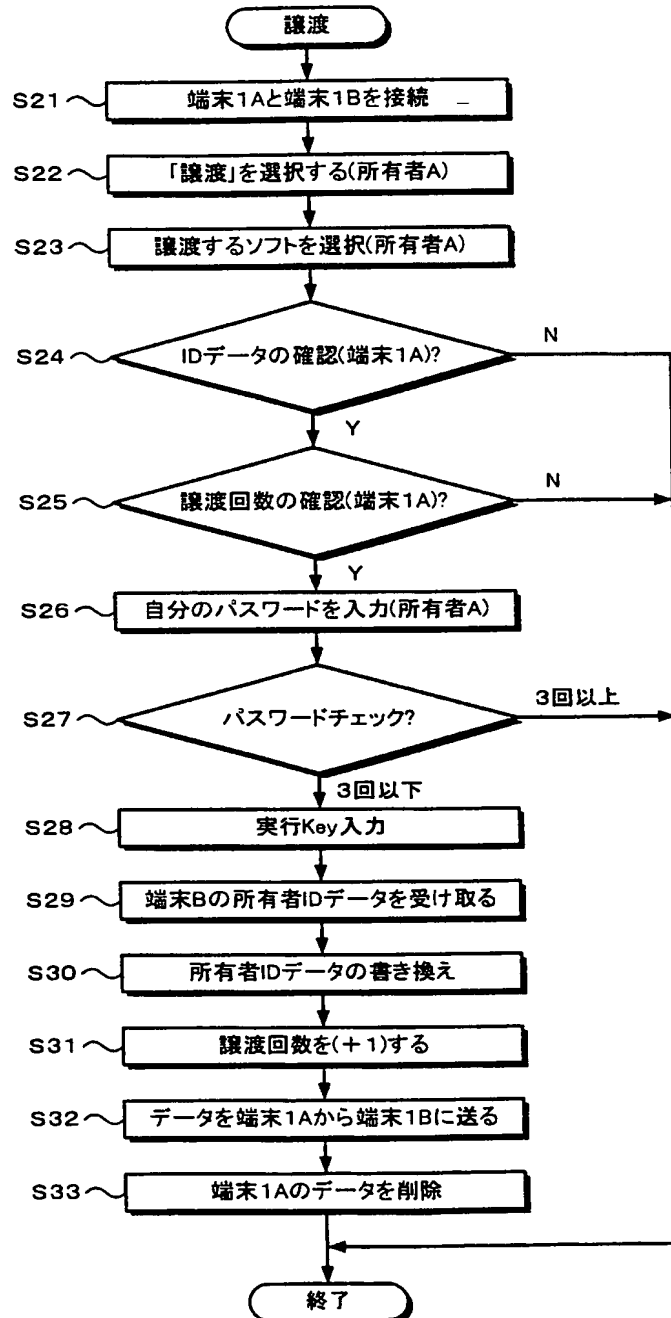 譲渡
S21 端末1Aと端末1Bを接続
S22 「譲渡」を選択する(所有者A)
S23 譲渡するソフトを選択(所有者A)
S24 IDデータの確認(端末1A)? N
Y
S25 譲渡回数の確認(端末1A)? N
Y
S26 自分のパスワードを入力(所有者A)
S27 パスワードチェック? 3回以上
3回以下
S28 実行Key入力
S29 端末Bの所有者IDデータを受け取る
S30 所有者IDデータの書き換え
S31 譲渡回数を(+1)する
S32 データを端末1Aから端末1Bに送る
S33 端末1Aのデータを削除
終了